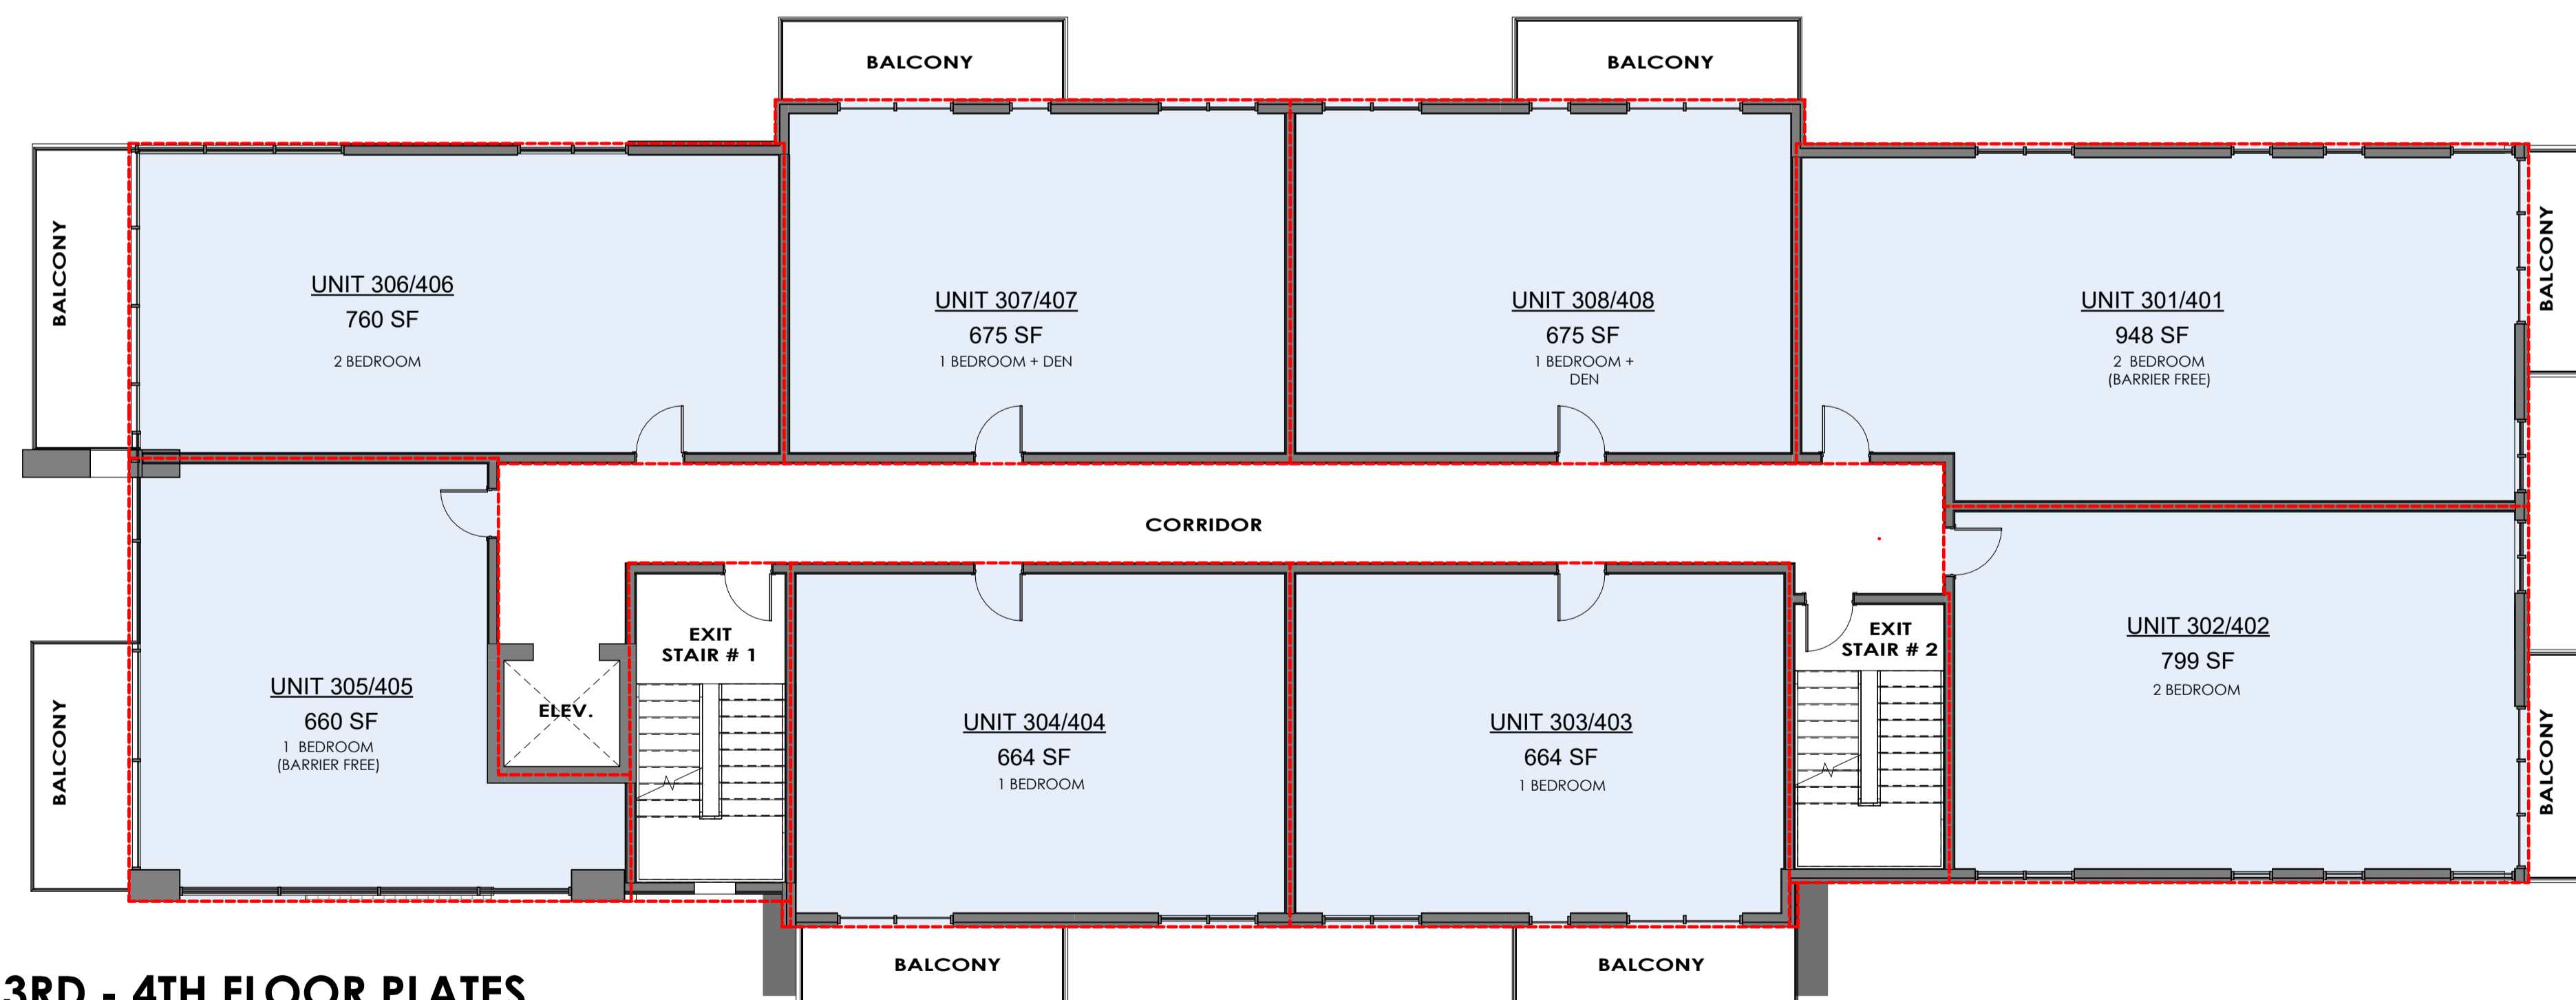 BALCONY
BALCONY
BALCONY
UNIT 306/406
760 SF
2 BEDROOM
UNIT 307/407
675 SF
1 BEDROOM + DEN
UNIT 308/408
675 SF
1 BEDROOM +
DEN
UNIT 301/401
948 SF
2 BEDROOM
(BARRIER FREE)
BALCONY
CORRIDOR
BALCONY
UNIT 305/405
660 SF
1 BEDROOM
(BARRIER FREE)
ELEV.
EXIT
STAIR # 1
UNIT 304/404
664 SF
1 BEDROOM
UNIT 303/403
664 SF
1 BEDROOM
EXIT
STAIR # 2
UNIT 302/402
799 SF
2 BEDROOM
BALCONY
BALCONY
BALCONY
3RD - 4TH FLOOR PLATES